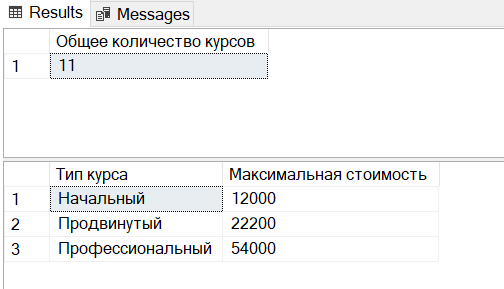 Results Messages
Общее количество курсов
1 11
Тип курса Максимальная стоимость
1 Начальный 12000
2 Продвинутый 22200
3 Профессиональный 54000